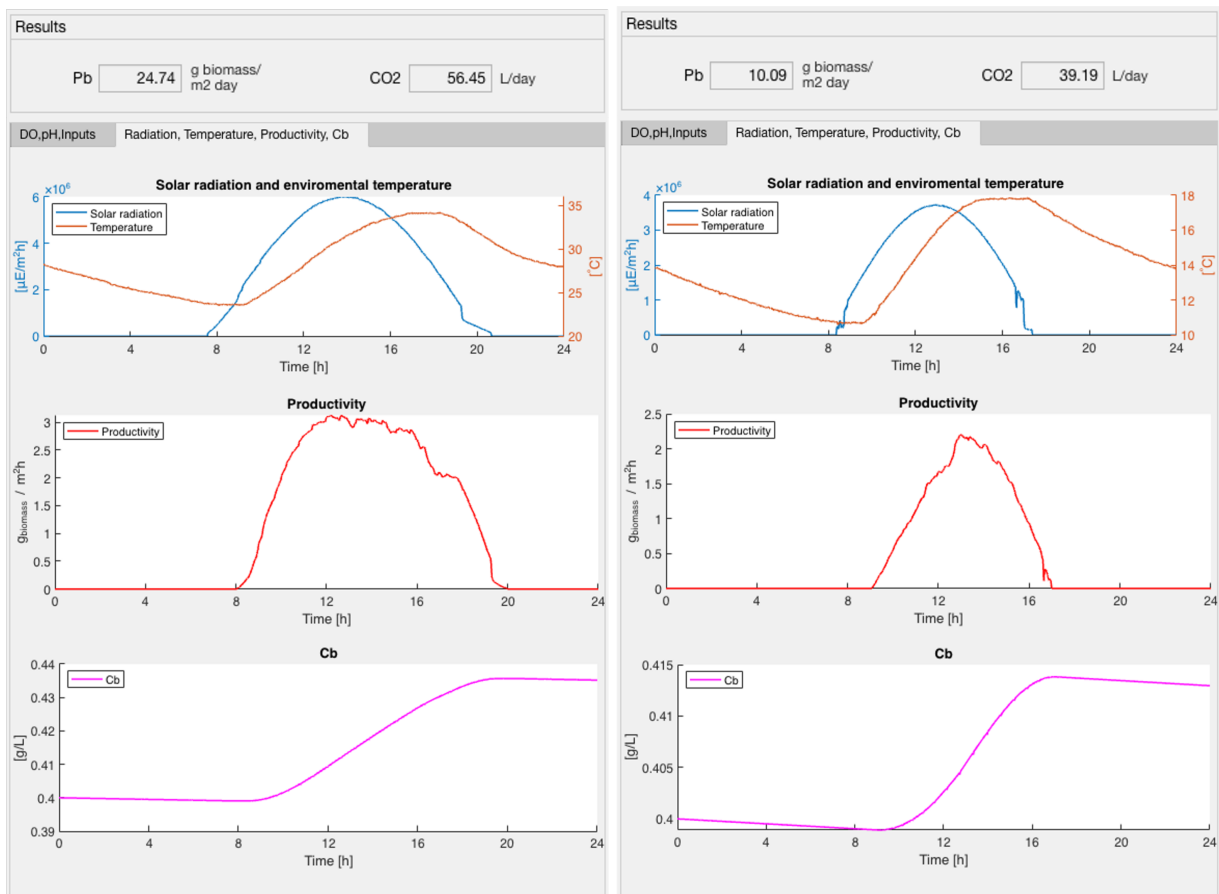 Results
Pb 24.74 g biomass/
m2 day
CO2 56.45 L/day
DO,pH,Inputs Radiation, Temperature, Productivity, Cb
Solar radiation and enviromental temperature
×10⁶
6
4
2
0
[µE/m²h]
Solar radiation
Temperature
35
30
25
20
[°C]
0 4 8 12 16 20 24
Time [h]
Productivity
3
2.5
2
1.5
1
0.5
0
g biomass / m²h
Productivity
0 4 8 12 16 20 24
Time [h]
Cb
0.44
0.43
0.42
0.41
0.4
0.39
[g/L]
Cb
0 4 8 12 16 20 24
Time [h]
Results
Pb 10.09 g biomass/
m2 day
CO2 39.19 L/day
DO,pH,Inputs Radiation, Temperature, Productivity, Cb
Solar radiation and enviromental temperature
×10⁶
4
3
2
1
0
[µE/m²h]
Solar radiation
Temperature
18
16
14
12
10
[°C]
0 4 8 12 16 20 24
Time [h]
Productivity
2.5
2
1.5
1
0.5
0
g biomass / m²h
Productivity
0 4 8 12 16 20 24
Time [h]
Cb
0.415
0.41
0.405
0.4
[g/L]
Cb
0 4 8 12 16 20 24
Time [h]